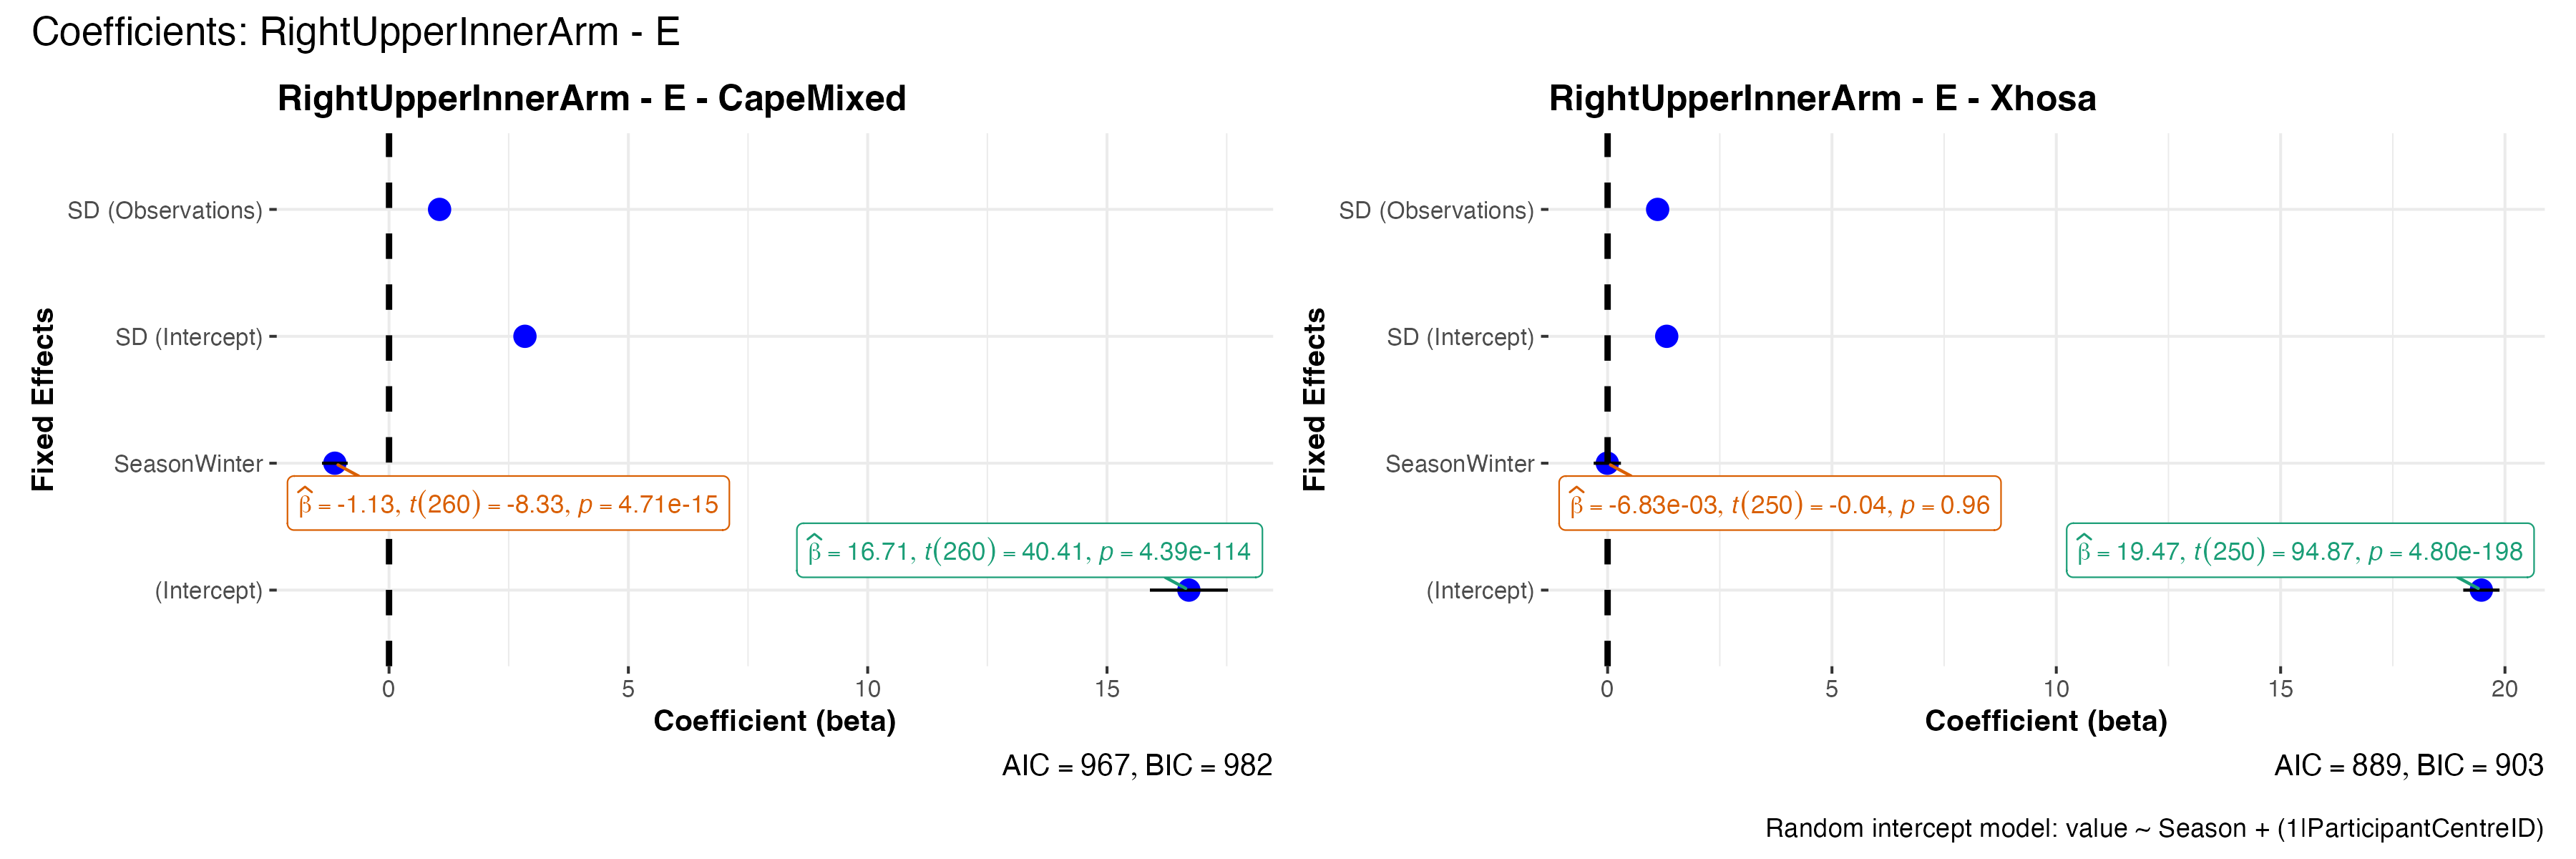 Coefficients: RightUpperInnerArm - E
RightUpperInnerArm - E - CapeMixed
Fixed Effects
SD (Observations)
SD (Intercept)
SeasonWinter
(Intercept)
β̂ = -1.13, t(260) = -8.33, p = 4.71e-15
β̂ = 16.71, t(260) = 40.41, p = 4.39e-114
0 5 10 15
Coefficient (beta)
AIC = 967, BIC = 982
RightUpperInnerArm - E - Xhosa
Fixed Effects
SD (Observations)
SD (Intercept)
SeasonWinter
(Intercept)
β̂ = -6.83e-03, t(250) = -0.04, p = 0.96
β̂ = 19.47, t(250) = 94.87, p = 4.80e-198
0 5 10 15 20
Coefficient (beta)
AIC = 889, BIC = 903
Random intercept model: value ~ Season + (1|ParticipantCentreID)